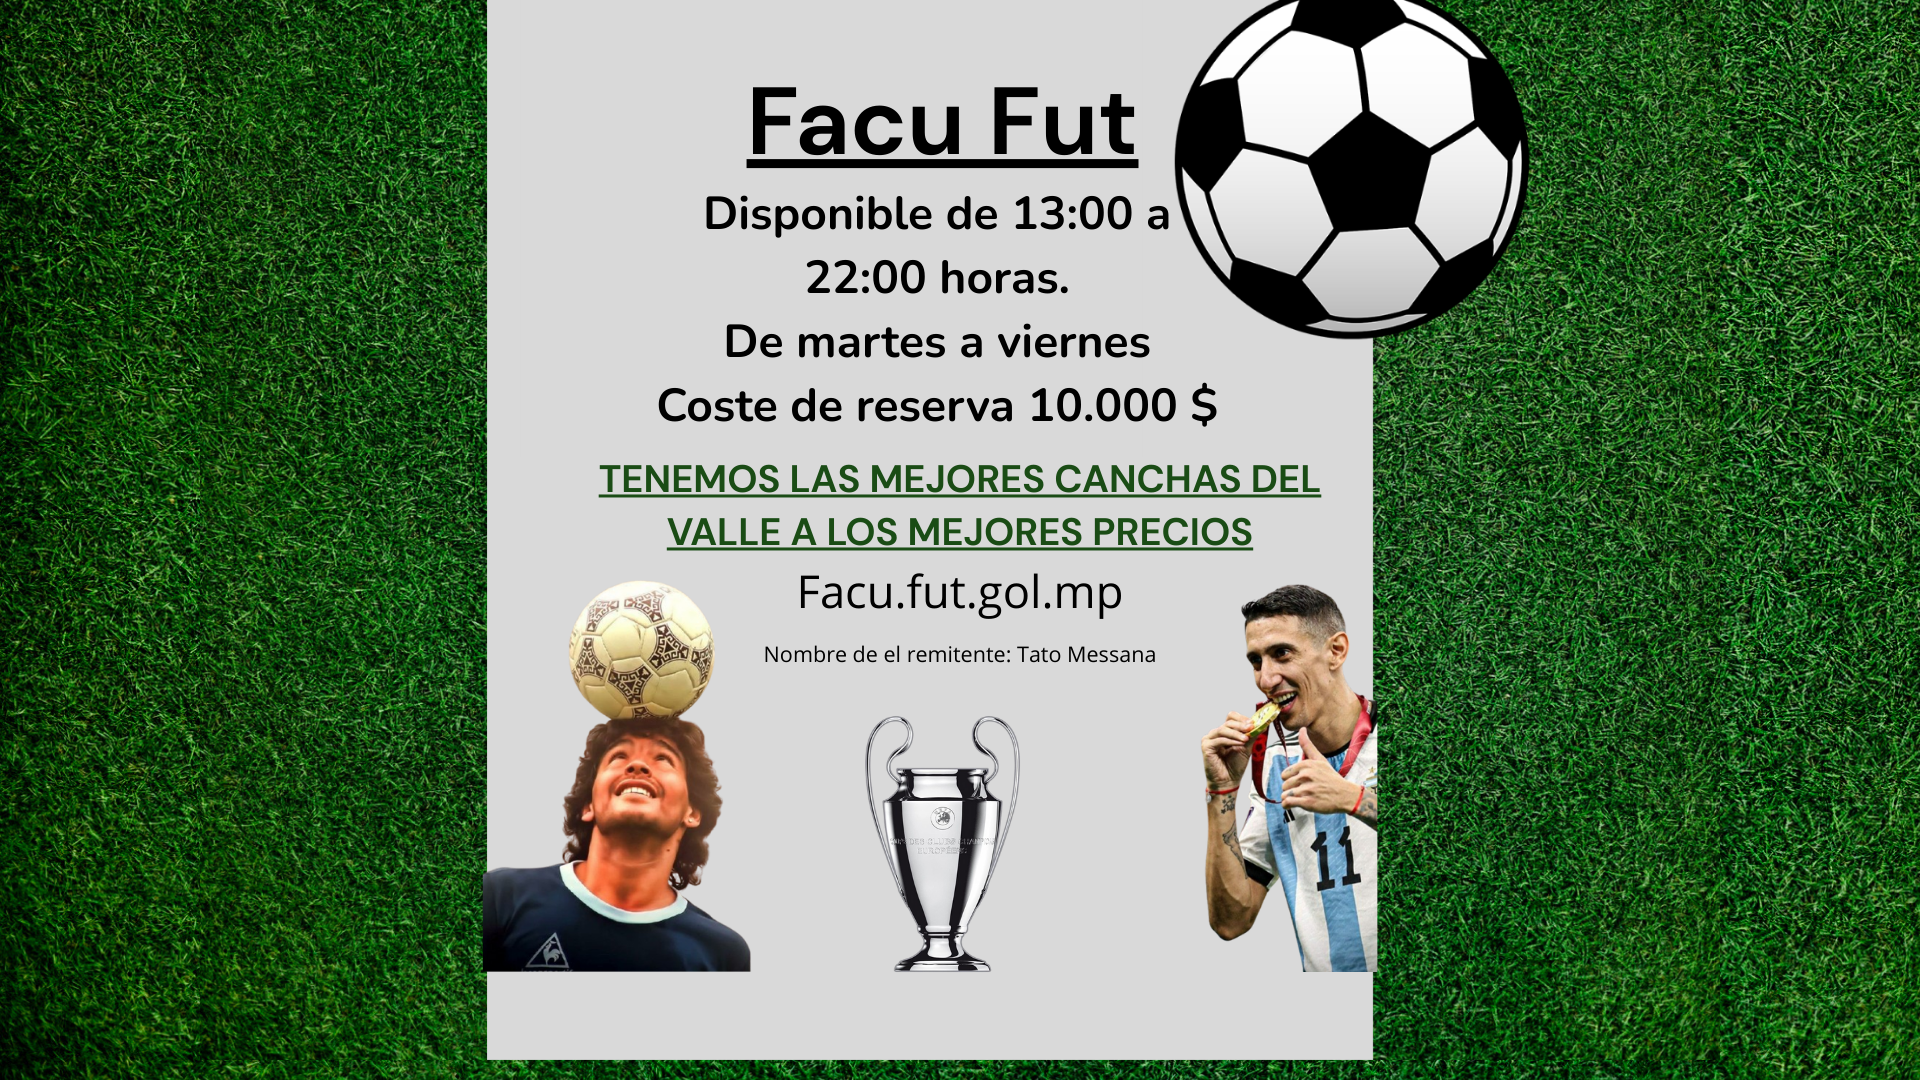 Facu Fut
Disponible de 13:00 a
22:00 horas.
De martes a viernes
Coste de reserva 10.000 $
TENEMOS LAS MEJORES CANCHAS DEL
VALLE A LOS MEJORES PRECIOS
Facu.fut.gol.mp
Nombre de el remitente: Tato Messana
11